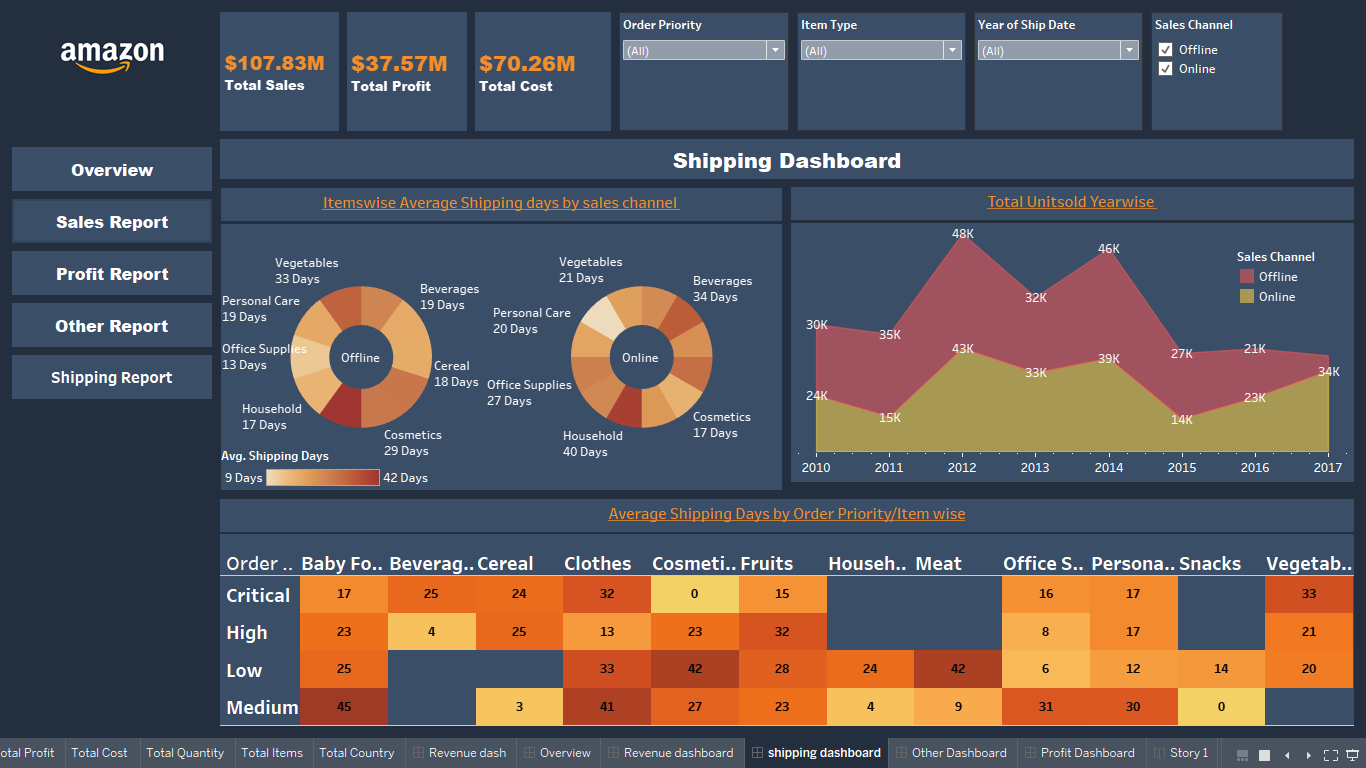 amazon
$107.83M
Total Sales
$37.57M
Total Profit
$70.26M
Total Cost
Order Priority
(All)
Item Type
(All)
Year of Ship Date
(All)
Sales Channel
Offline
Online
Overview
Sales Report
Profit Report
Other Report
Shipping Report
Shipping Dashboard
Itemswise Average Shipping days by sales channel
Vegetables
33 Days
Beverages
19 Days
Personal Care
19 Days
Office Supplies
13 Days
Offline
Cereal
18 Days
Household
17 Days
Cosmetics
29 Days
Vegetables
21 Days
Beverages
34 Days
Personal Care
20 Days
Online
Office Supplies
27 Days
Cosmetics
17 Days
Household
40 Days
Avg. Shipping Days
9 Days 42 Days
Total Unitsold Yearwise
48K
46K
Sales Channel
Offline
Online
32K
30K
35K
27K
21K
43K
39K
33K
34K
24K
23K
15K
14K
2010 2011 2012 2013 2014 2015 2016 2017
Average Shipping Days by Order Priority/Item wise
Order .. Baby Fo.. Beverag.. Cereal Clothes Cosmeti.. Fruits Househ.. Meat Office S.. Persona.. Snacks Vegetab..
Critical 17 25 24 32 0 15 16 17 33
High 23 4 25 13 23 32 8 17 21
Low 25 33 42 28 24 42 6 12 14 20
Medium 45 3 41 27 23 4 9 31 30 0
otal Profit Total Cost Total Quantity Total Items Total Country Revenue dash Overview Revenue dashboard shipping dashboard Other Dashboard Profit Dashboard Story 1